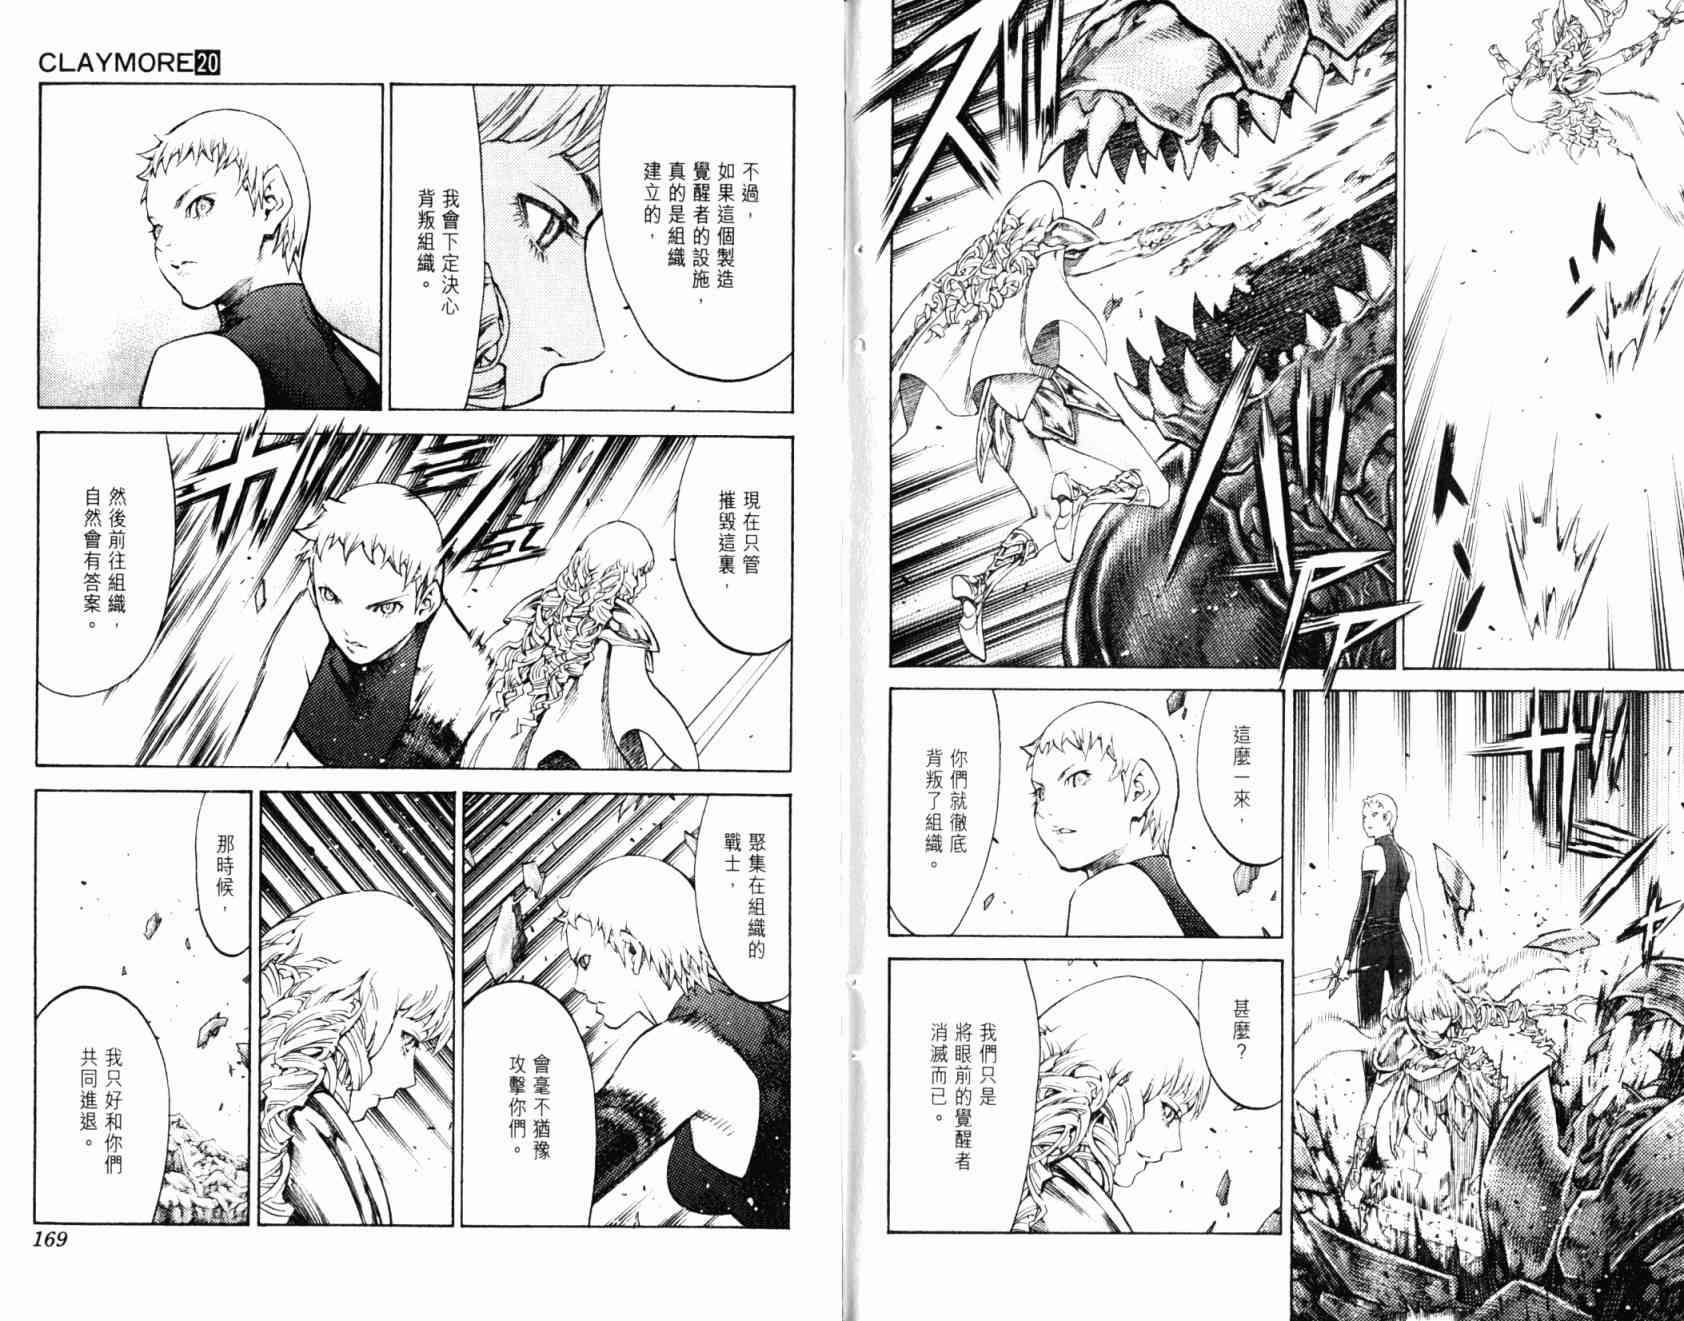 這麼一來，
你們就徹底
背叛了組織。
甚麼？
我們只是
將眼前的覺醒者
消滅而已。
CLAYMORE20
不過，
如果這個製造
覺醒者的設施，
真的是組織
建立的，
我會下定決心
背叛組織。
現在只管
摧毀這裏，
然後前往組織，
自然會有答案。
聚集在組織的
戰士，
會毫不猶豫
攻擊你們。
那時候，
我只好和你們
共同進退。
169